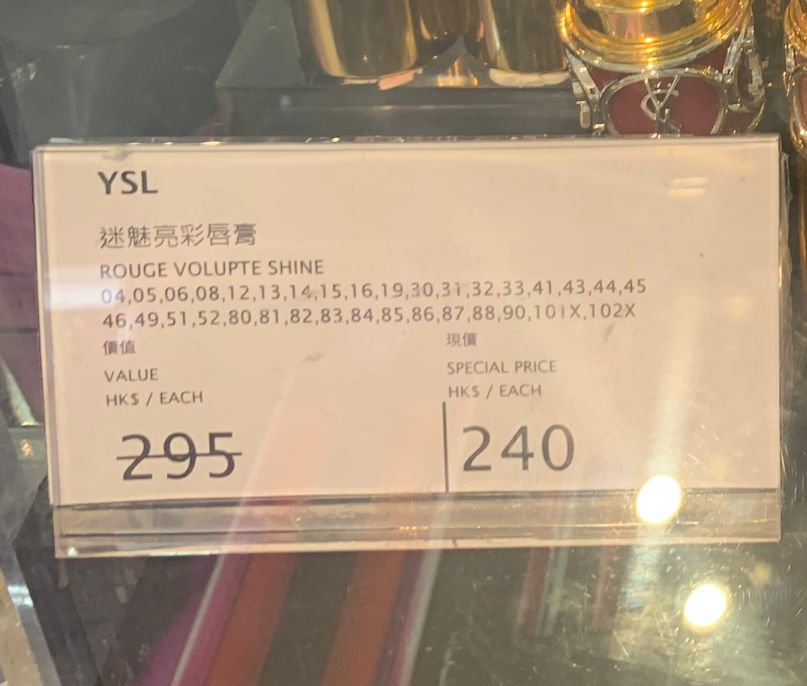 YSL
迷魅亮彩唇膏
ROUGE VOLUPTE SHINE
04,05,06,08,12,13,14,15,16,19,30,31,32,33,41,43,44,45
46,49,51,52,80,81,82,83,84,85,86,87,88,90,101X,102X
價值
VALUE
HK$ / EACH
295
現價
SPECIAL PRICE
HK$ / EACH
240